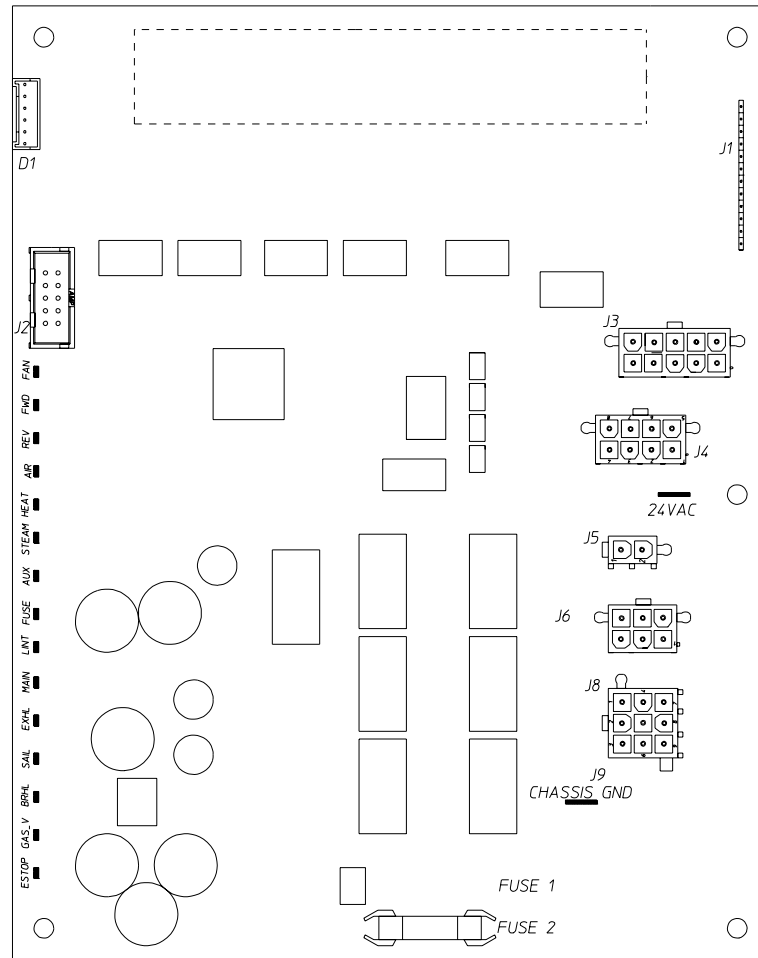 D1
J1
J2
J3
J4
24VAC
J5
J6
J8
J9
CHASSIS GND
FAN
FWD
REV
AIR
HEAT
STEAM
AUX
FUSE
LINT
MAIN
EXHL
SAIL
BRHL
GAS_V
ESTOP
FUSE 1
FUSE 2